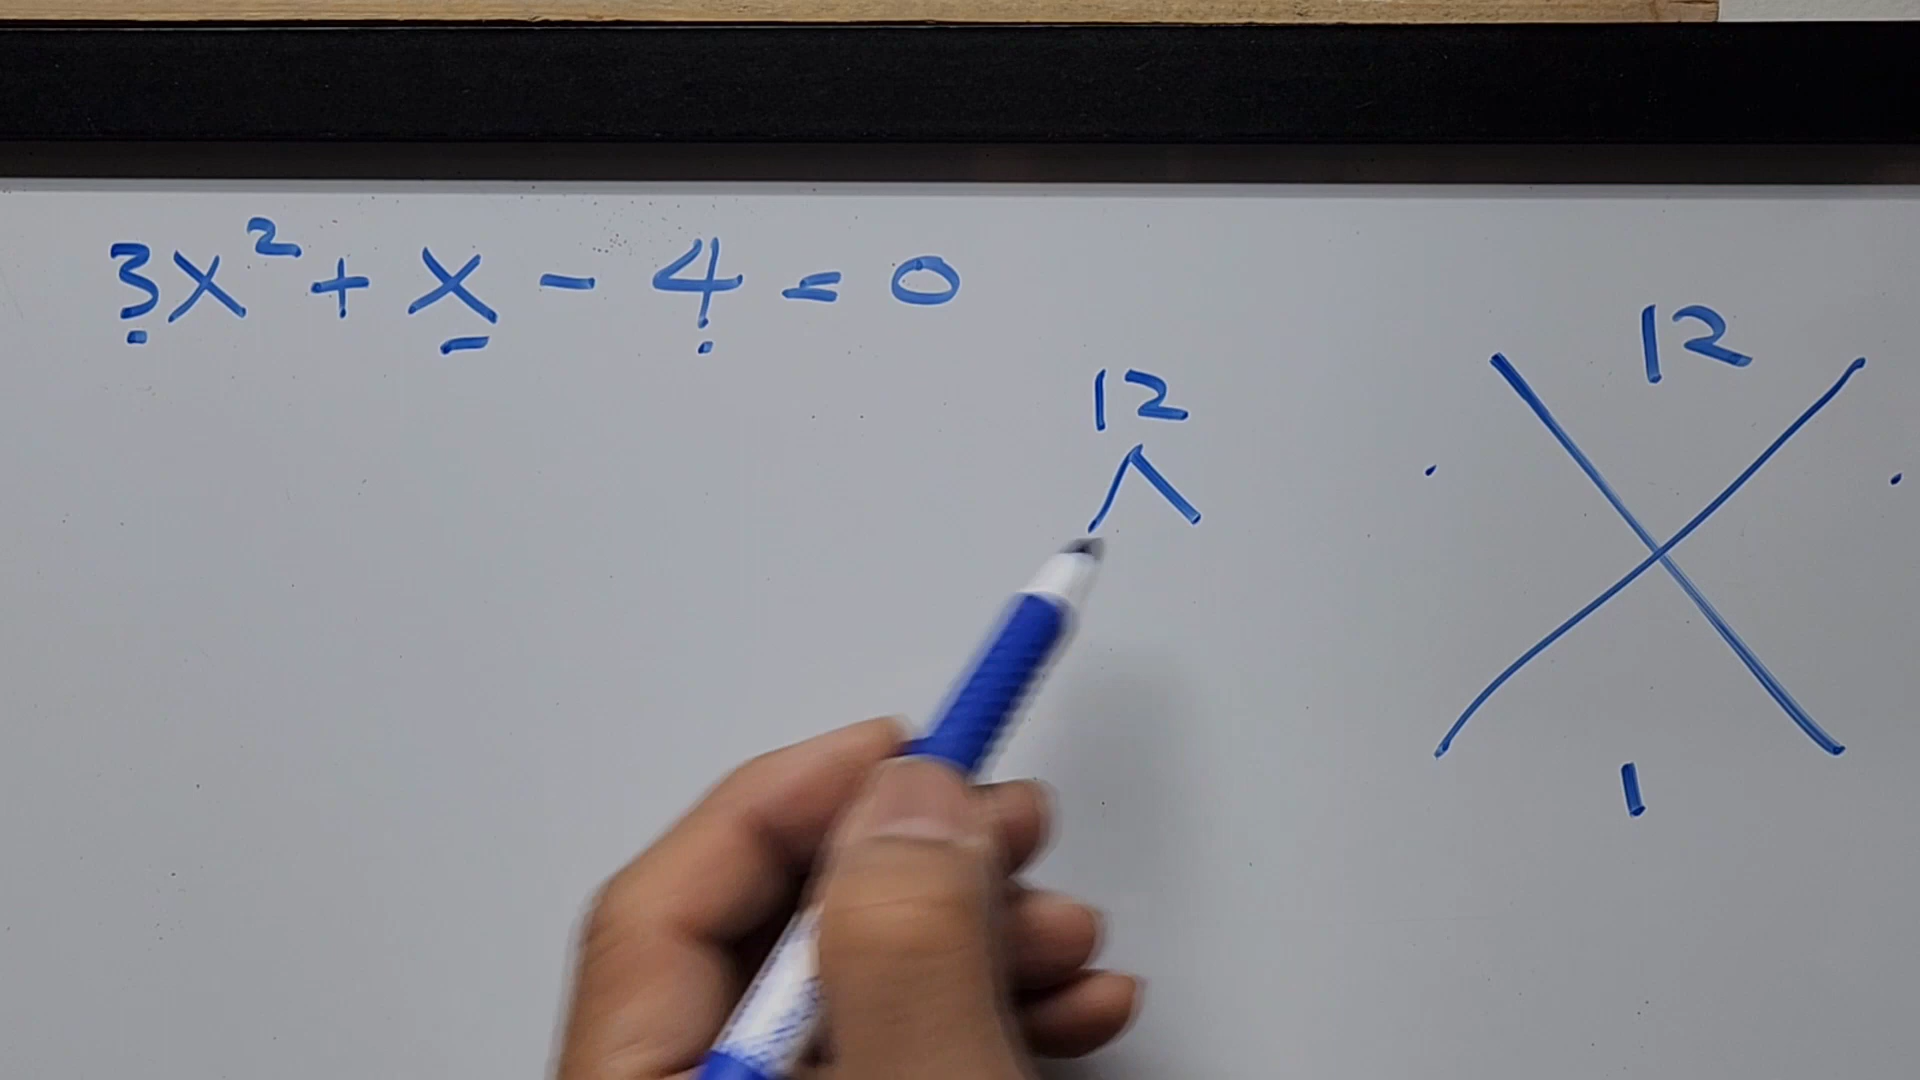 3x² + x - 4 = 0
12
12
1